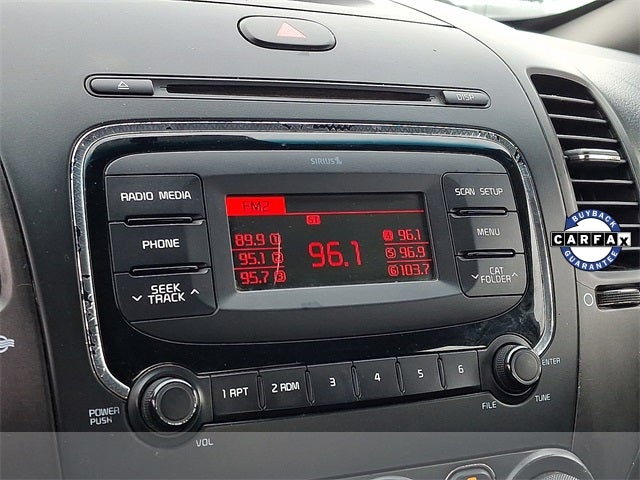 DISP
SIRIUS
RADIO MEDIA
SCAN SETUP
PHONE
MENU
SEEK
TRACK
CAT
FOLDER
FM2
ST
89.9 1
95.1 2
95.7 3
96.1
4 96.1
5 96.9
6 103.7
1 RPT
2 RDM
3
4
5
6
POWER
PUSH
VOL
ENTER
FILE
TUNE
BUYBACK
CARFAX
GUARANTEE